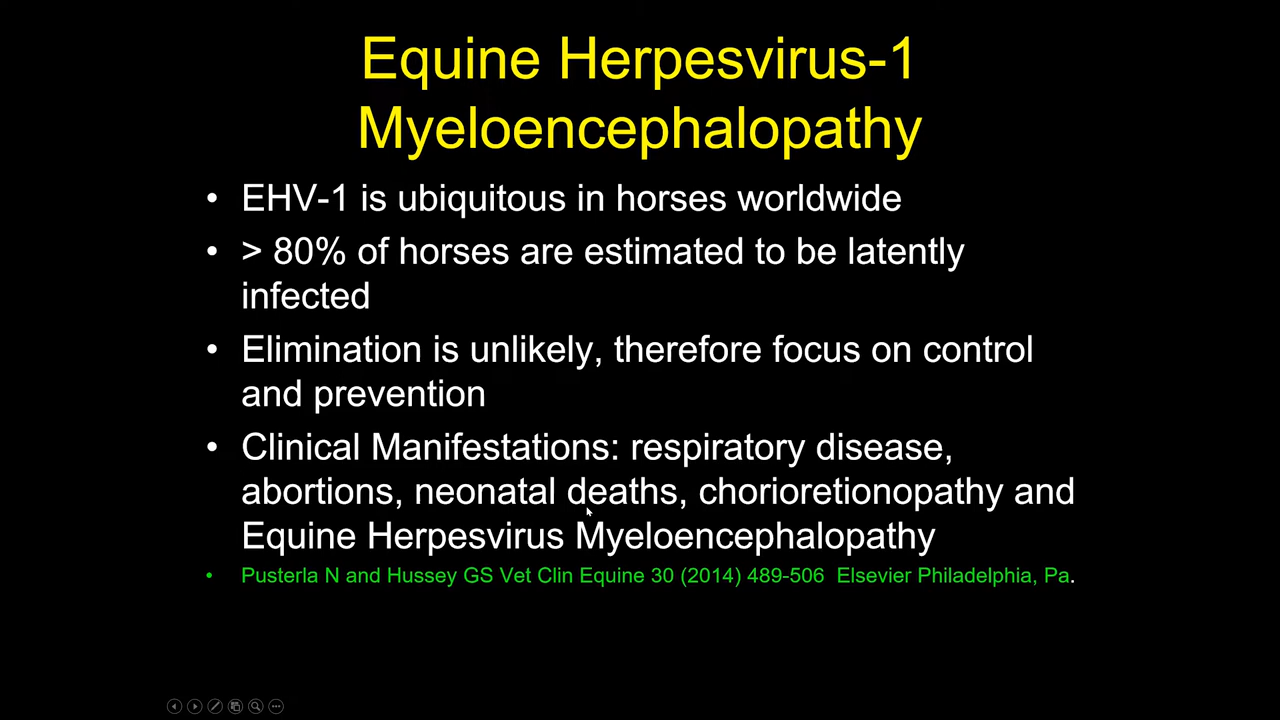 Equine Herpesvirus-1
Myeloencephalopathy
• EHV-1 is ubiquitous in horses worldwide
• > 80% of horses are estimated to be latently
infected
• Elimination is unlikely, therefore focus on control
and prevention
• Clinical Manifestations: respiratory disease,
abortions, neonatal deaths, chorioretionopathy and
Equine Herpesvirus Myeloencephalopathy
• Pusterla N and Hussey GS Vet Clin Equine 30 (2014) 489-506 Elsevier Philadelphia, Pa.